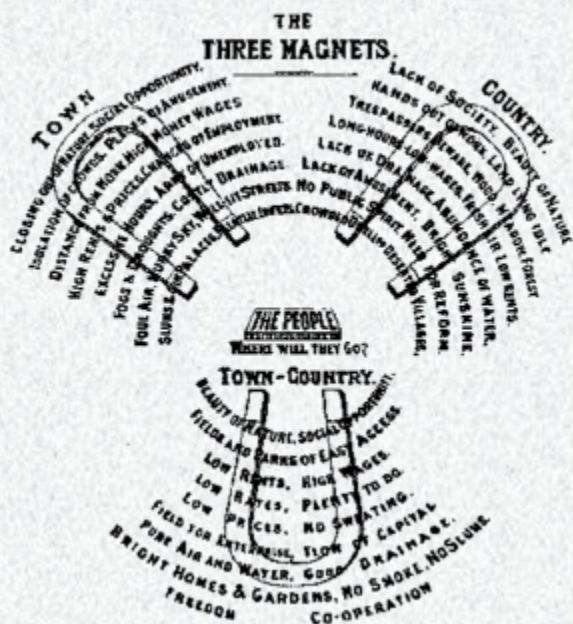 THE
THREE MAGNETS.
TOWN
CLOSING OUT OF NATURE. SOCIAL OPPORTUNITY.
ISOLATION OF CROWDS. PLACES OF AMUSEMENT.
DISTANCE FROM WORK. HIGH MONEY WAGES
HIGH RENTS & PRICES. CHANCES OF EMPLOYMENT.
EXCESSIVE HOURS. ARMY OF UNEMPLOYED.
FOGS & DROUGHTS. COSTLY DRAINAGE.
FOUL AIR. MURKY SKY. WELL-LIT STREETS.
SLUMS & GIN PALACES.
COUNTRY.
LACK OF SOCIETY. BEAUTY OF NATURE
HANDS OUT OF WORK. LAND LYING IDLE
TRESPASSERS BEWARE. WOOD, MEADOW, FOREST
LONG HOURS. LOW WAGES. FRESH AIR. LOW RENTS.
LACK OF DRAINAGE. ABUNDANCE OF WATER.
LACK OF AMUSEMENT. BRIGHT SUNSHINE.
NO PUBLIC SPIRIT. NEED FOR REFORM.
CROWDED DWELLINGS. DESERTED VILLAGES.
THE PEOPLE
WHERE WILL THEY GO?
TOWN-COUNTRY.
BEAUTY OF NATURE, SOCIAL OPPORTUNITY.
FIELDS AND PARKS OF EASY ACCESS.
LOW RENTS, HIGH WAGES.
LOW RATES, PLENTY TO DO.
LOW PRICES, NO SWEATING.
FIELD FOR ENTERPRISE, FLOW OF CAPITAL
PURE AIR AND WATER, GOOD DRAINAGE.
BRIGHT HOMES & GARDENS, NO SMOKE, NO SLUMS.
FREEDOM CO-OPERATION